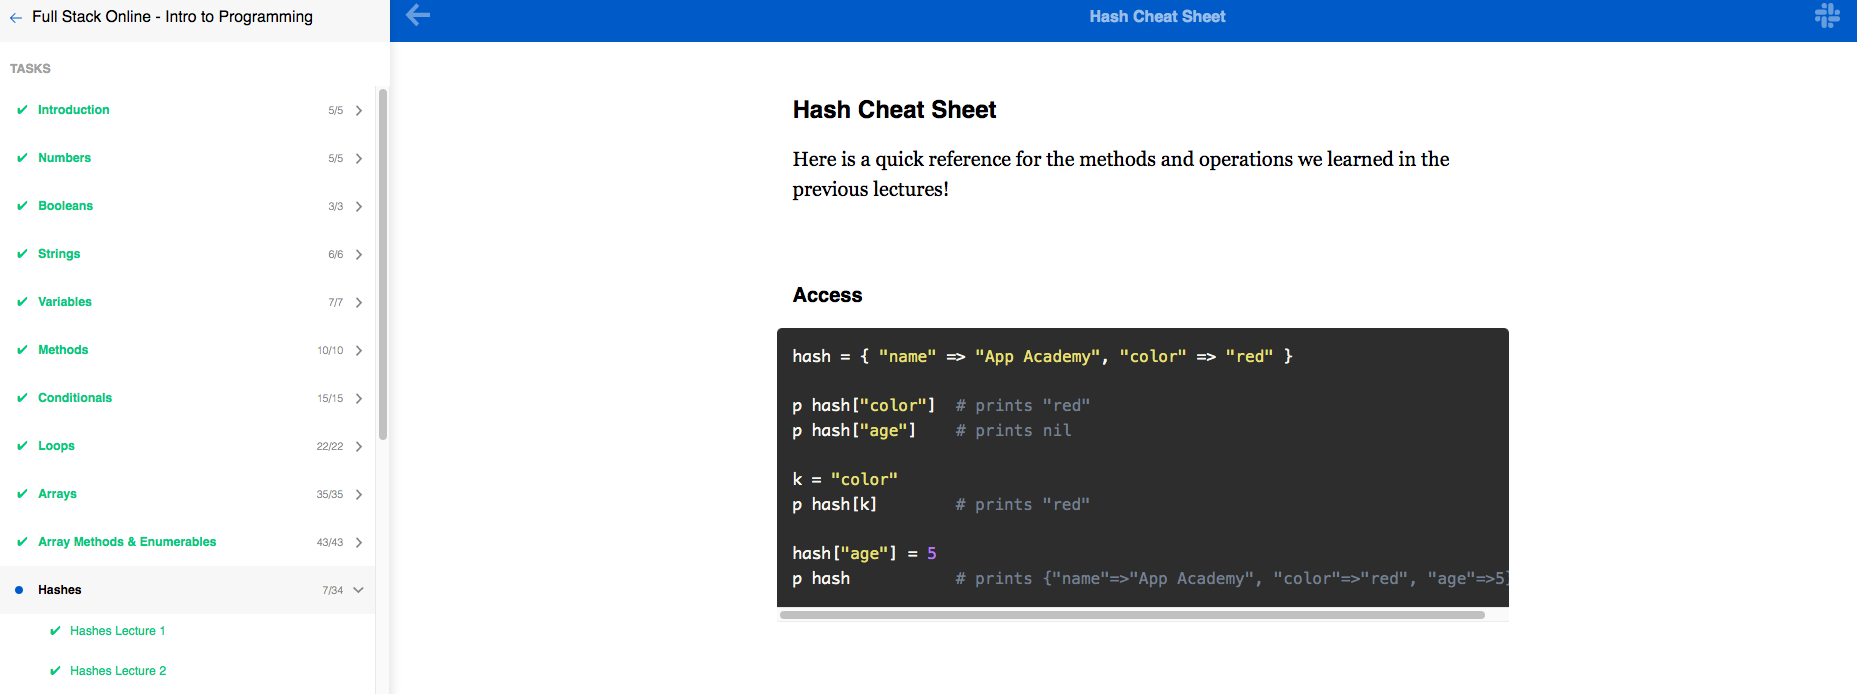 Full Stack Online - Intro to Programming
TASKS
Introduction 5/5
Numbers 5/5
Booleans 3/3
Strings 6/6
Variables 7/7
Methods 10/10
Conditionals 15/15
Loops 22/22
Arrays 35/35
Array Methods & Enumerables 43/43
Hashes 7/34
Hashes Lecture 1
Hashes Lecture 2
Hash Cheat Sheet
Hash Cheat Sheet
Here is a quick reference for the methods and operations we learned in the
previous lectures!
Access
hash = { "name" => "App Academy", "color" => "red" }
p hash["color"]  # prints "red"
p hash["age"]    # prints nil
k = "color"
p hash[k]        # prints "red"
hash["age"] = 5
p hash           # prints {"name"=>"App Academy", "color"=>"red", "age"=>5}